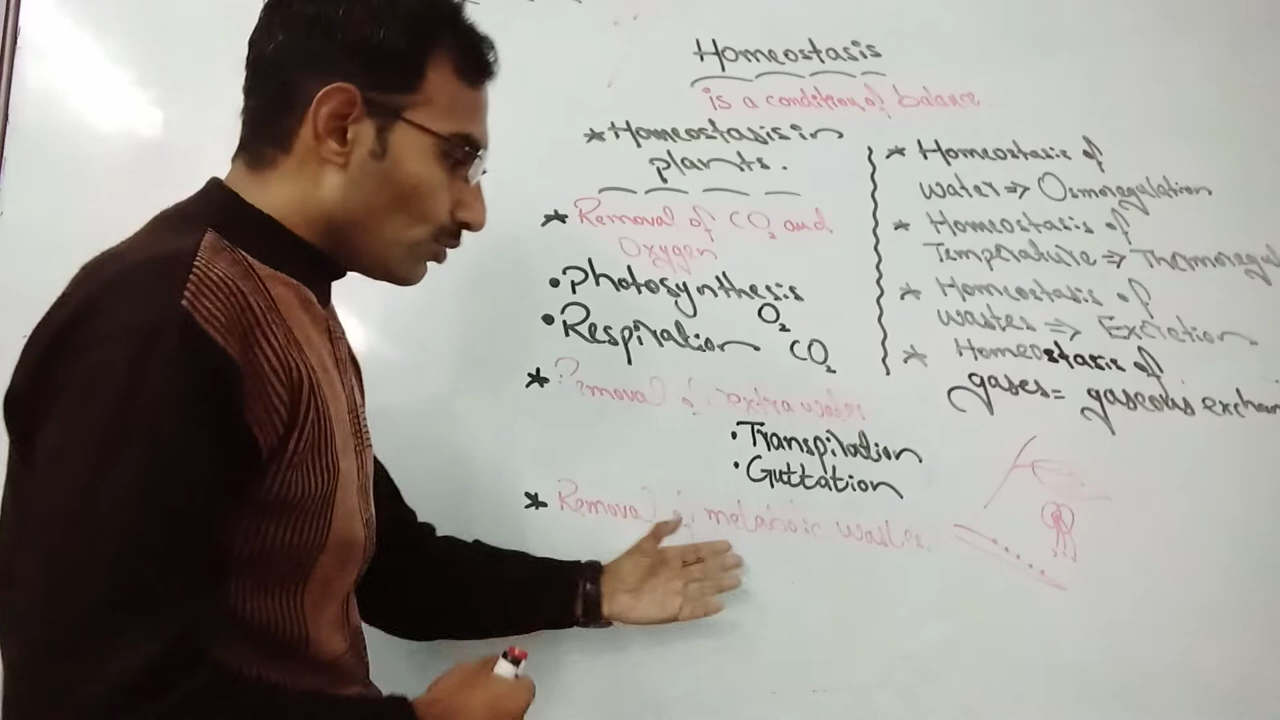 Homeostasis
is a condition of balance
* Homeostasis in
plants.
* Removal of CO₂ and
Oxygen
• Photosynthesis
O₂
• Respiration CO₂
* Removal of extra water
• Transpiration
• Guttation
* Removal of metaboic wastes.
* Homeostasis of
water => Osmoregulation
* Homeostasis of
Temperature => Thermoregul
* Homeostasis of
wastes => Excretion
* Homeostasis of
gases = gaseous exchan